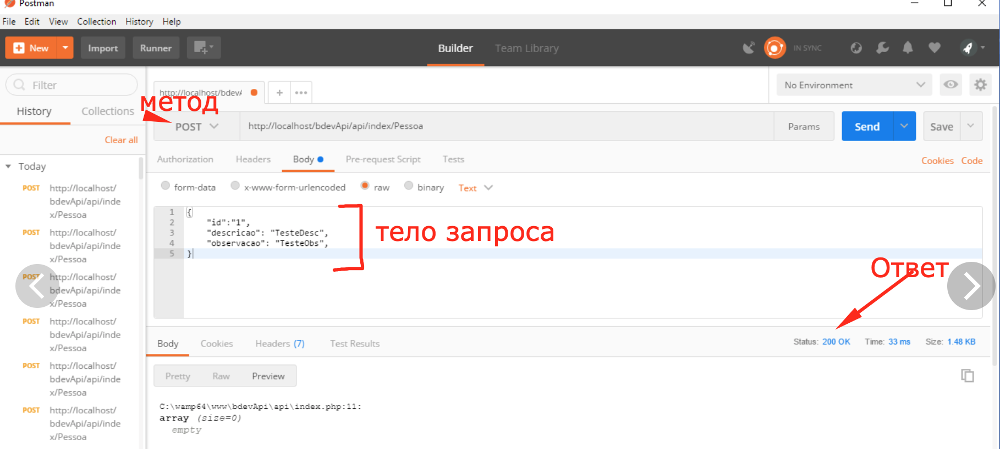 Postman
File Edit View Collection History Help
New Import Runner Builder Team Library IN SYNC
Filter
History Collections
Clear all
Today
POST http://localhost/
bdevApi/api/inde
x/Pessoa
POST http://localhost/
bdevApi/api/inde
x/Pessoa
POST http://localhost/
bdevApi/api/inde
x/Pessoa
POST http://localhost/
bdevApi/api/inde
x/Pessoa
POST http://localhost/
bdevApi/api/inde
x/Pessoa
POST http://localhost/
bdevApi/api/inde
x/Pessoa
http://localhost/bdevA
+ •••
No Environment
метод
POST http://localhost/bdevApi/api/index/Pessoa Params Send Save
Authorization Headers Body Pre-request Script Tests Cookies Code
form-data x-www-form-urlencoded raw binary Text
1 {
2 "id":"1",
3 "descricao": "TesteDesc",
4 "observacao": "TesteObs",
5 }
тело запроса
Ответ
Body Cookies Headers (7) Test Results Status: 200 OK Time: 33 ms Size: 1.48 KB
Pretty Raw Preview
C:\wamp64\www\bdevApi\api\index.php:11:
array (size=0)
empty